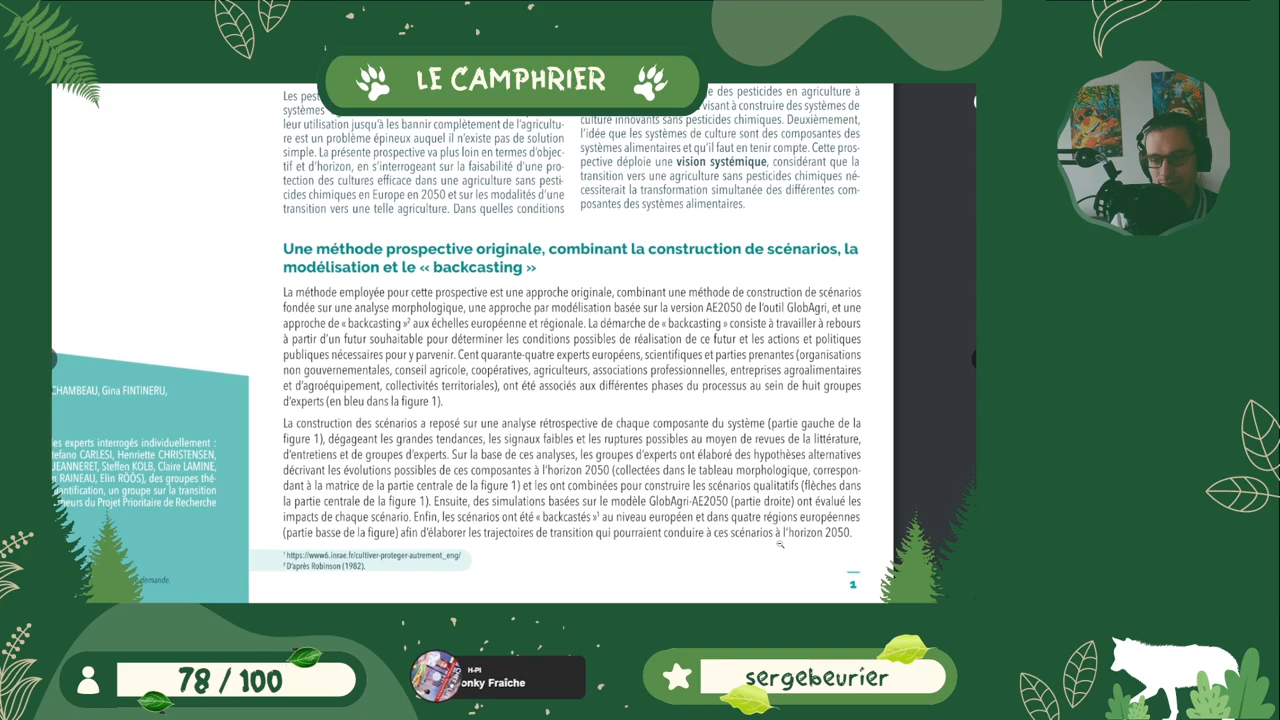 LE CAMPHRIER
Les
systèmes
leur utilisation jusqu'à les bannir complètement de l'agricultu-
re est un problème épineux auquel il n'existe pas de solution
simple. La présente prospective va plus loin en termes d'objec-
tif et d'horizon, en s'interrogeant sur la faisabilité d'une pro-
tection des cultures efficace dans une agriculture sans pesti-
cides chimiques en Europe en 2050 et sur les modalités d'une
transition vers une telle agriculture. Dans quelles conditions
des pesticides en agriculture à
visant à construire des systèmes de
culture innovants sans pesticides chimiques. Deuxièmement,
l'idée que les systèmes de culture sont des composantes des
systèmes alimentaires et qu'il faut en tenir compte. Cette pros-
pective déploie une vision systémique, considérant que la
transition vers une agriculture sans pesticides chimiques né-
cessiterait la transformation simultanée des différentes com-
posantes des systèmes alimentaires.
Une méthode prospective originale, combinant la construction de scénarios, la
modélisation et le « backcasting »
La méthode employée pour cette prospective est une approche originale, combinant une méthode de construction de scénarios
fondée sur une analyse morphologique, une approche par modélisation basée sur la version AE2050 de l'outil GlobAgri, et une
approche de « backcasting »² aux échelles européenne et régionale. La démarche de « backcasting » consiste à travailler à rebours
à partir d'un futur souhaitable pour déterminer les conditions possibles de réalisation de ce futur et les actions et politiques
publiques nécessaires pour y parvenir. Cent quarante-quatre experts européens, scientifiques et parties prenantes (organisations
non gouvernementales, conseil agricole, coopératives, agriculteurs, associations professionnelles, entreprises agroalimentaires
et d'agroéquipement, collectivités territoriales), ont été associés aux différentes phases du processus au sein de huit groupes
d'experts (en bleu dans la figure 1).
La construction des scénarios a reposé sur une analyse rétrospective de chaque composante du système (partie gauche de la
figure 1), dégageant les grandes tendances, les signaux faibles et les ruptures possibles au moyen de revues de la littérature,
d'entretiens et de groupes d'experts. Sur la base de ces analyses, les groupes d'experts ont élaboré des hypothèses alternatives
décrivant les évolutions possibles de ces composantes à l'horizon 2050 (collectées dans le tableau morphologique, correspon-
dant à la matrice de la partie centrale de la figure 1) et les ont combinées pour construire les scénarios qualitatifs (flèches dans
la partie centrale de la figure 1). Ensuite, des simulations basées sur le modèle GlobAgri-AE2050 (partie droite) ont évalué les
impacts de chaque scénario. Enfin, les scénarios ont été « backcastés »¹ au niveau européen et dans quatre régions européennes
(partie basse de la figure) afin d'élaborer les trajectoires de transition qui pourraient conduire à ces scénarios à l'horizon 2050.
¹ https://www6.inrae.fr/cultiver-proteger-autrement_eng/
² D'après Robinson (1982).
1
CHAMBEAU, Gina FINTINERU,
les experts interrogés individuellement :
CARLESI, Henriette CHRISTENSEN,
JEANNERET, Steffen KOLB, Claire LAMINE,
RAINEAU, Elin RÖÖS), des groupes thé-
un groupe sur la transition
du Projet Prioritaire de Recherche
demande.
78 / 100
H-PI
onky Fraîche
sergebeurier